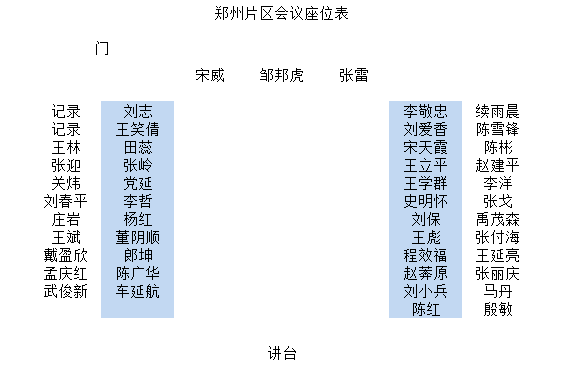 郑州片区会议座位表
门
宋威 邹邦虎 张雷
记录 刘志 李敬忠 续雨晨
记录 王笑倩 刘爱香 陈雪锋
王林 田蕊 宋天霞 陈彬
张迎 张岭 王立平 赵建平
关炜 党延 王学群 李洋
刘春平 李哲 史明怀 张戈
庄岩 杨红 刘保 禹茂森
王斌 董阴顺 王彪 张付海
戴盈欣 郎坤 程效福 王延亮
孟庆红 陈广华 赵霁原 张丽庆
武俊新 车延航 刘小兵 马丹
陈红 殷敏
讲台